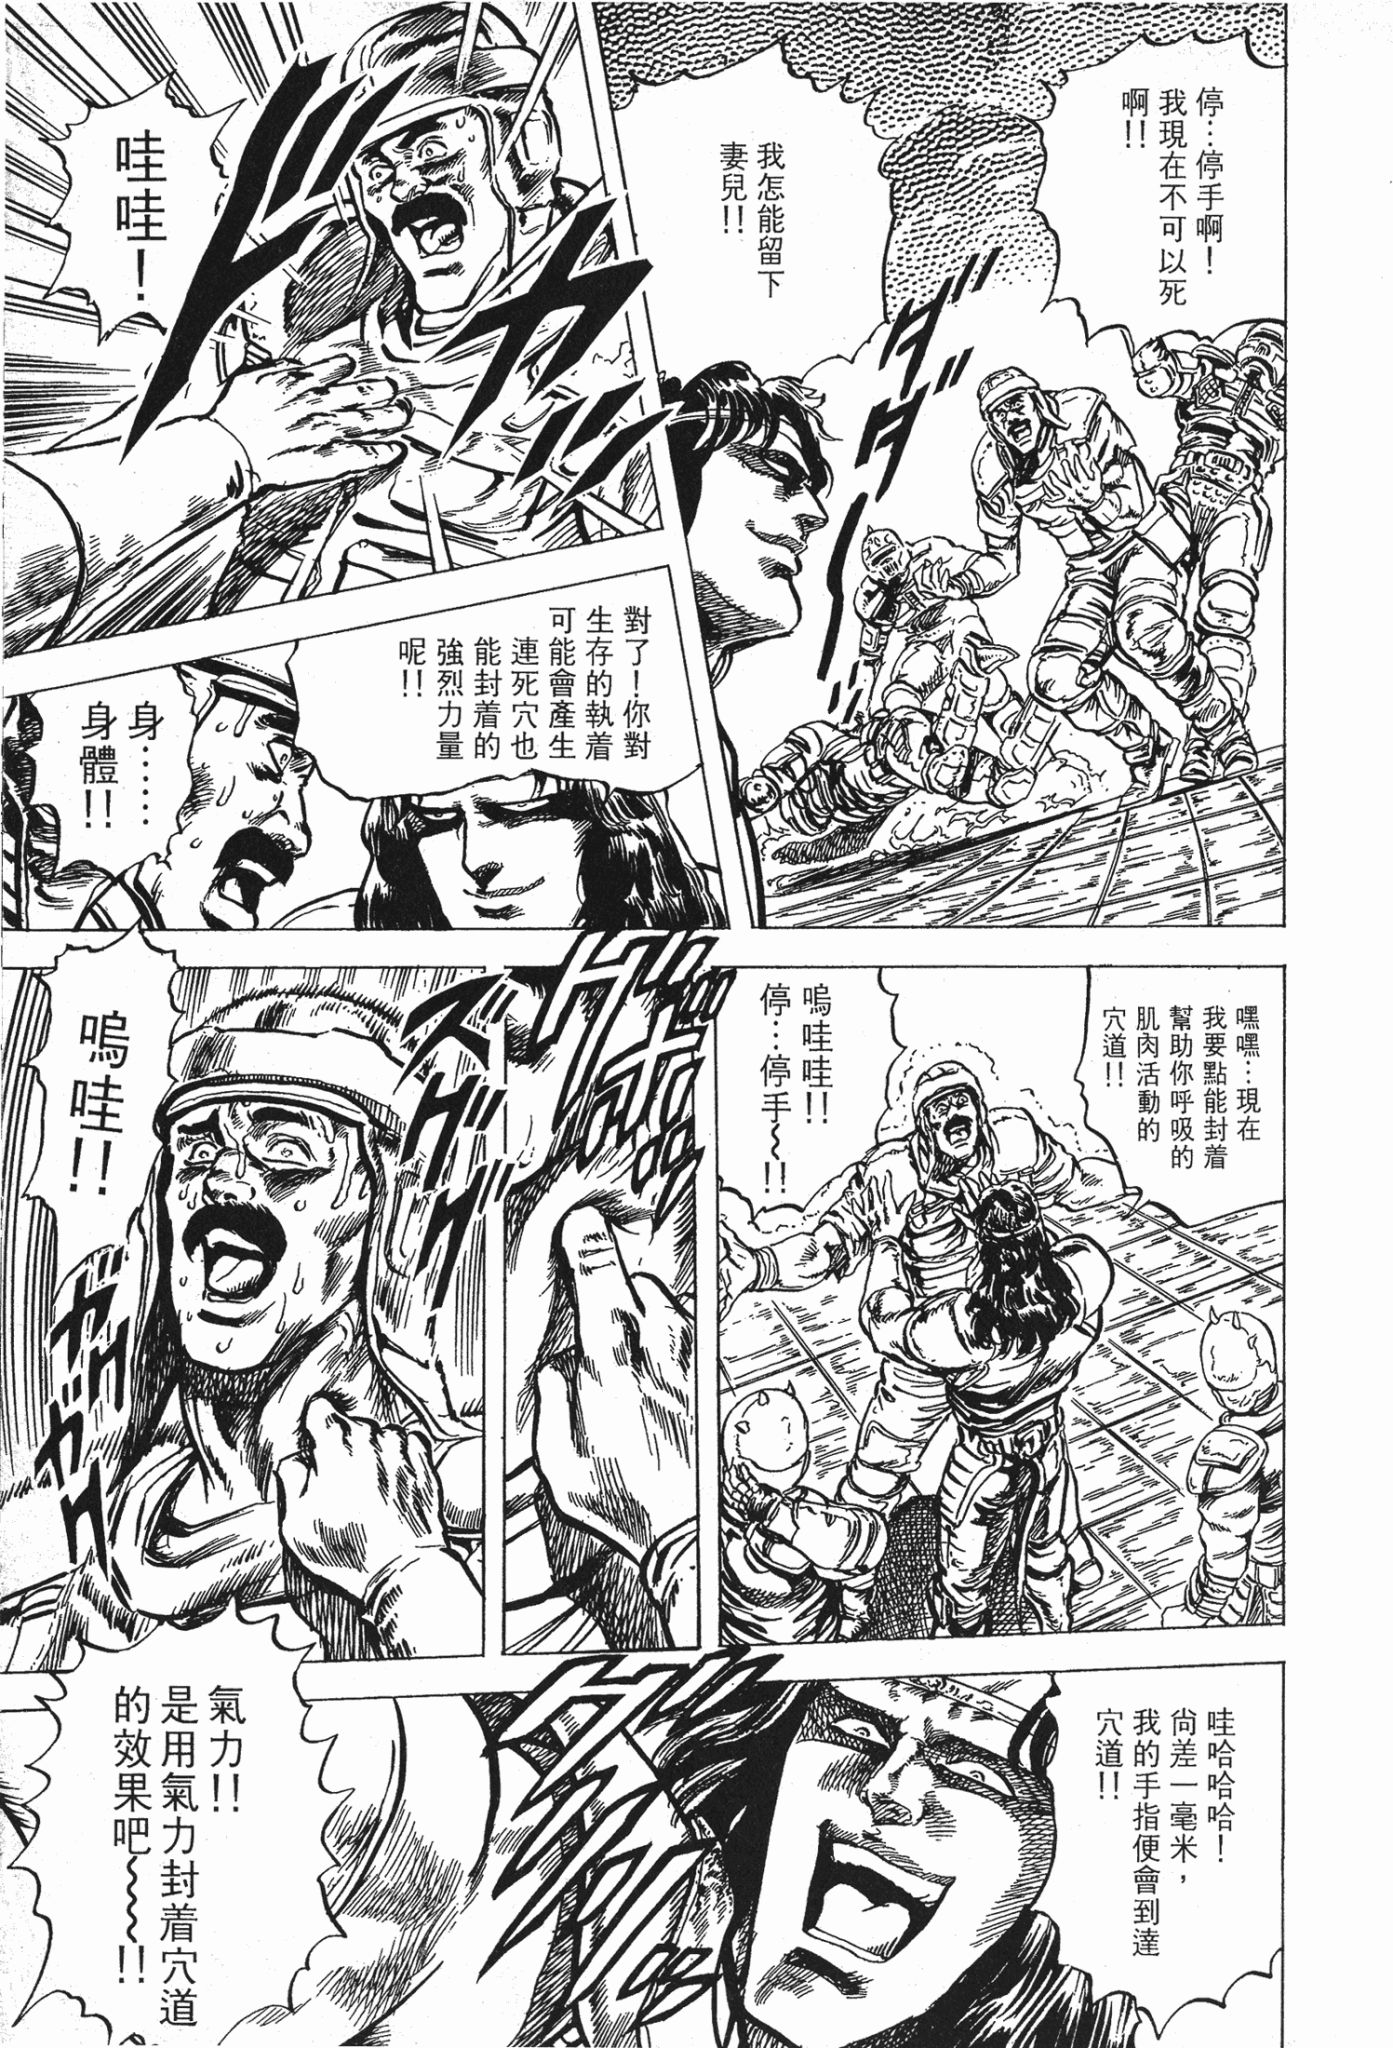 停…停手啊!
我現在不可以死
啊!!
我怎能留下
妻兒!!
哇哇!
對了!你對
生存的執着
可能會產生
連死穴也
能封着的
強烈力量
呢!!
身……
身體!!
嘿嘿…現在
我要點能封着
幫助你呼吸的
肌肉活動的
穴道!!
嗚哇哇!!
停…停手~!!
嗚哇!!
哇哈哈哈!
尚差一毫米,
我的手指便會到達
穴道!!
氣力!!
是用氣力封着穴道
的效果吧~~~!!